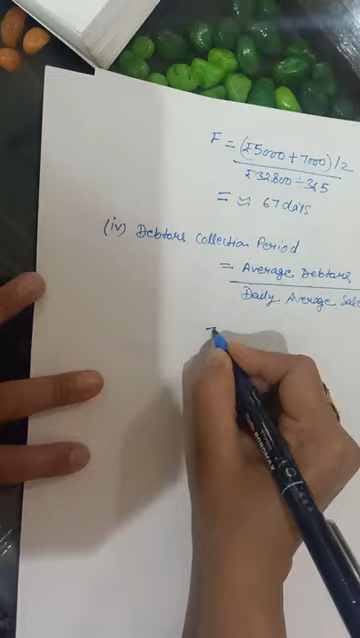 F = (₹5000+7000)/2
₹32800÷365
= ≈ 67 days
(iv) Debtors Collection Period
= Average Debtors
Daily Average Sale